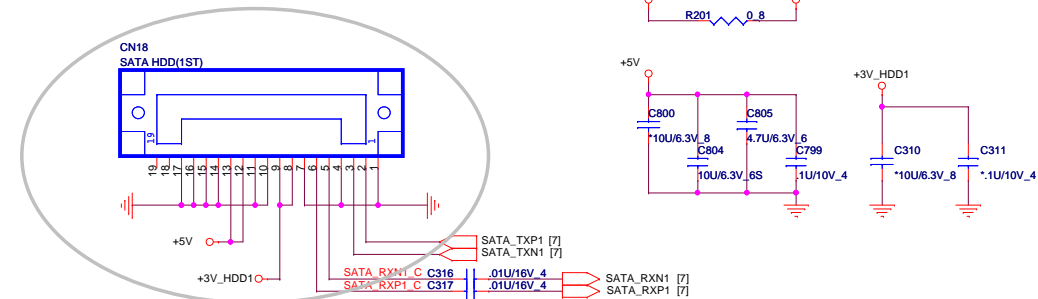 R201 0_8
CN18
SATA HDD(1ST)
19
1
19
18
17
16
15
14
13
12
11
10
9
8
7
6
5
4
3
2
1
+5V
+3V_HDD1
SATA_TXP1 [7]
SATA_TXN1 [7]
SATA_RXN1_C C316 .01U/16V_4 SATA_RXN1 [7]
SATA_RXP1_C C317 .01U/16V_4 SATA_RXP1 [7]
+5V
C800
*10U/6.3V_8
C805
4.7U/6.3V_6
C804
10U/6.3V_6S
C799
.1U/10V_4
+3V_HDD1
C310
*10U/6.3V_8
C311
*.1U/10V_4